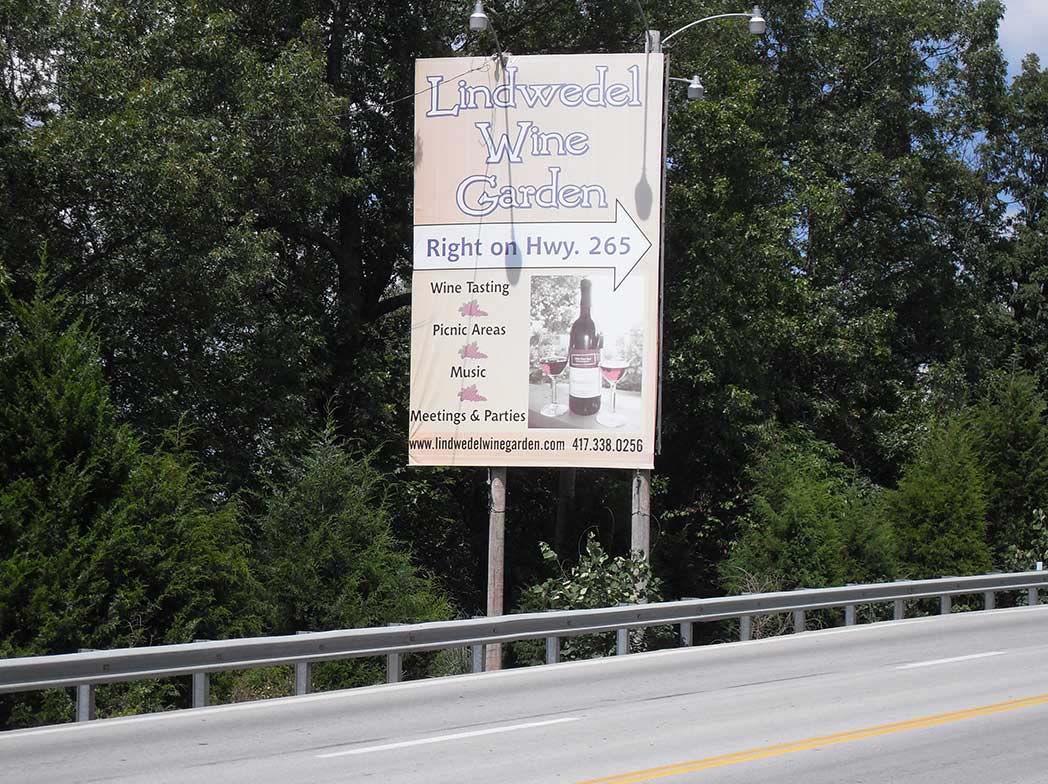 Lindwedel
Wine
Garden
Right on Hwy. 265
Wine Tasting
Picnic Areas
Music
Meetings & Parties
www.lindwedelwinegarden.com 417.338.0256